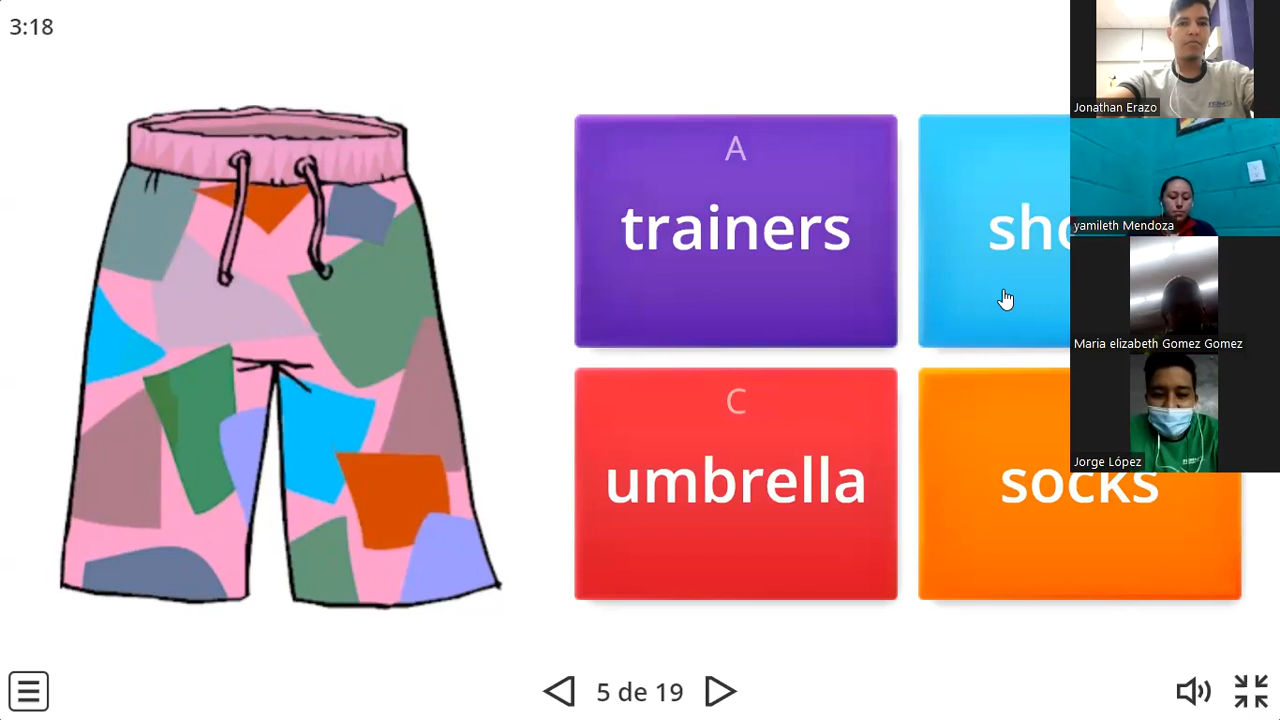 3:18
A
trainers
C
umbrella
socks
5 de 19
Jonathan Erazo
yamileth Mendoza
Maria elizabeth Gomez Gomez
Jorge López